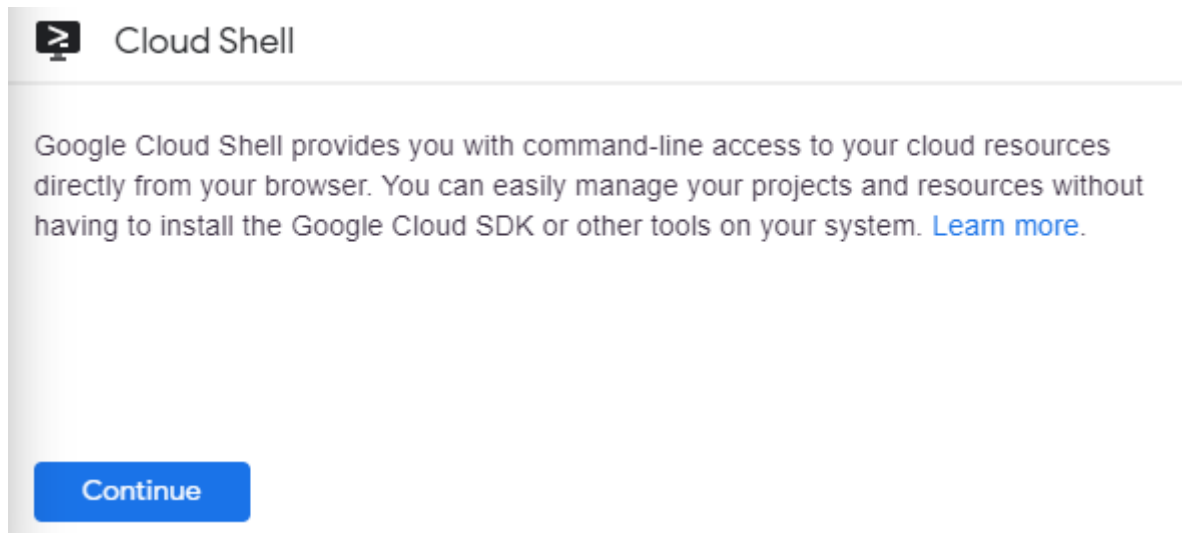 Cloud Shell
Google Cloud Shell provides you with command-line access to your cloud resources
directly from your browser. You can easily manage your projects and resources without
having to install the Google Cloud SDK or other tools on your system. Learn more.
Continue